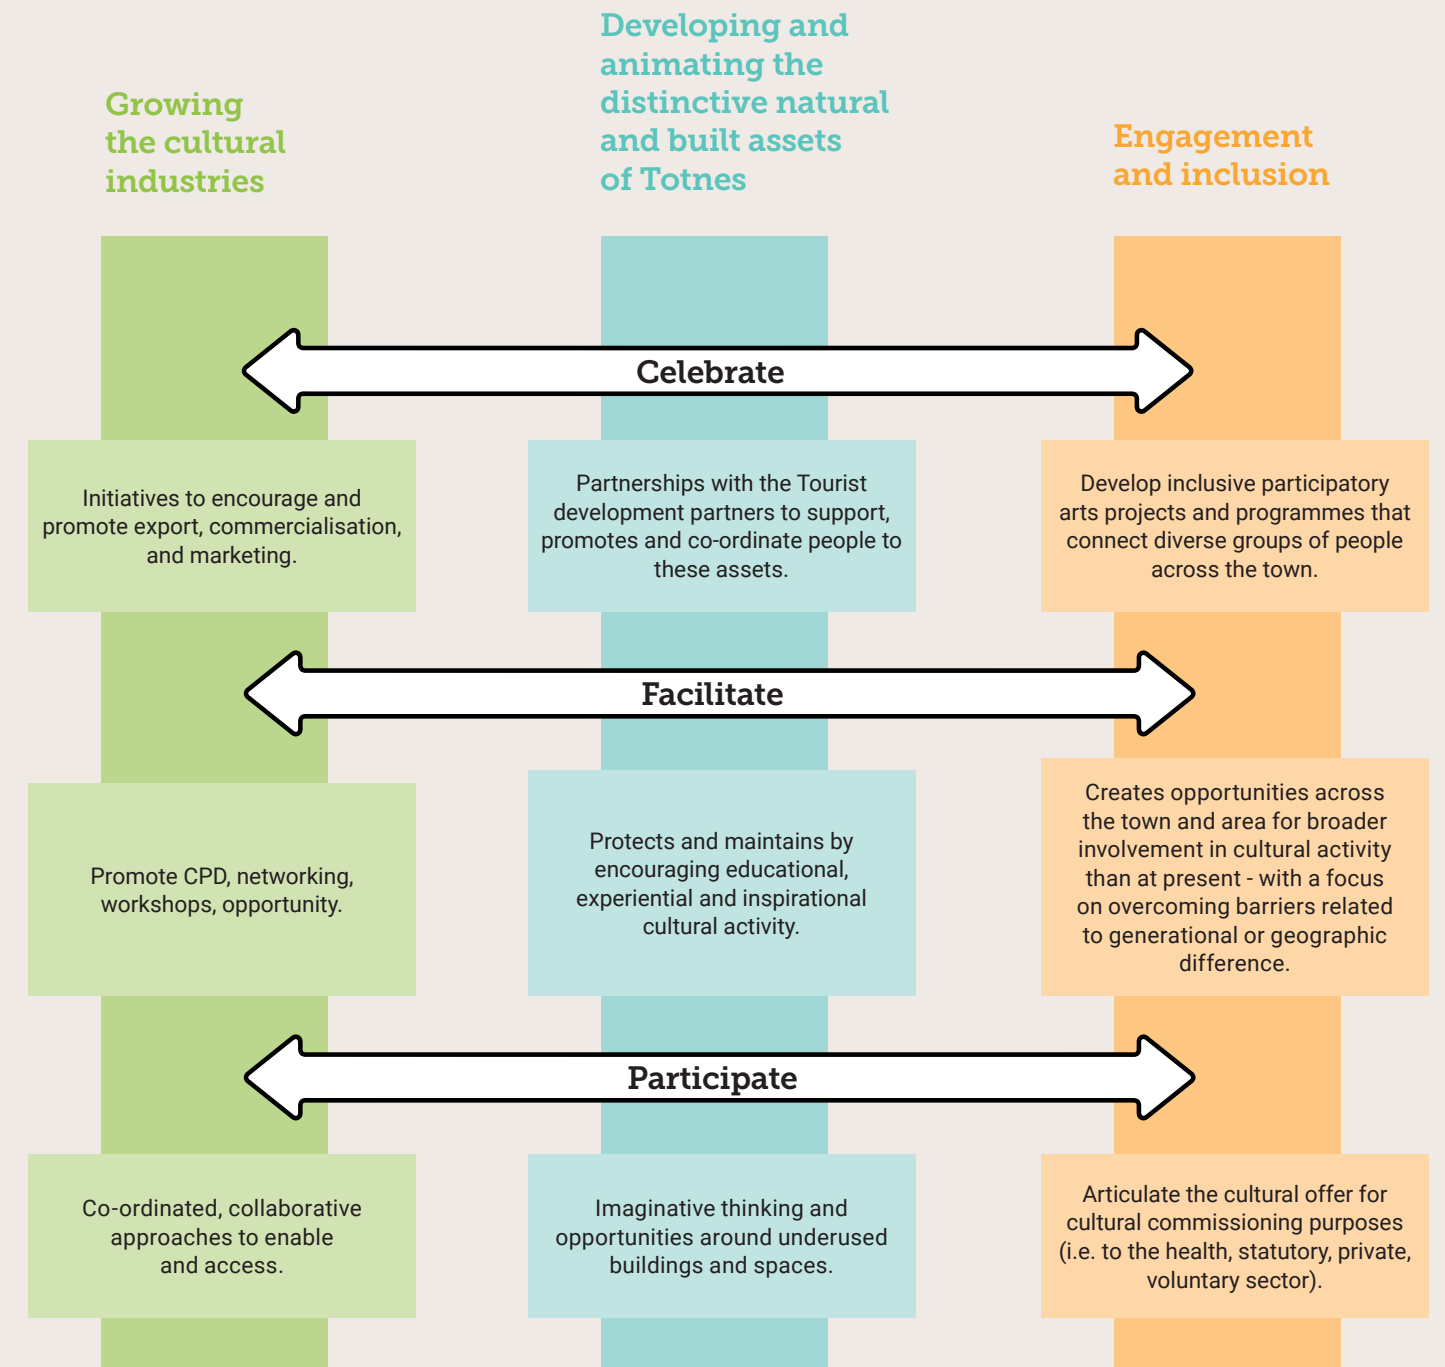 Growing
the cultural
industries
Developing and
animating the
distinctive natural
and built assets
of Totnes
Engagement
and inclusion
Celebrate
Initiatives to encourage and
promote export, commercialisation,
and marketing.
Partnerships with the Tourist
development partners to support,
promotes and co-ordinate people to
these assets.
Develop inclusive participatory
arts projects and programmes that
connect diverse groups of people
across the town.
Facilitate
Promote CPD, networking,
workshops, opportunity.
Protects and maintains by
encouraging educational,
experiential and inspirational
cultural activity.
Creates opportunities across
the town and area for broader
involvement in cultural activity
than at present - with a focus
on overcoming barriers related
to generational or geographic
difference.
Participate
Co-ordinated, collaborative
approaches to enable
and access.
Imaginative thinking and
opportunities around underused
buildings and spaces.
Articulate the cultural offer for
cultural commissioning purposes
(i.e. to the health, statutory, private,
voluntary sector).